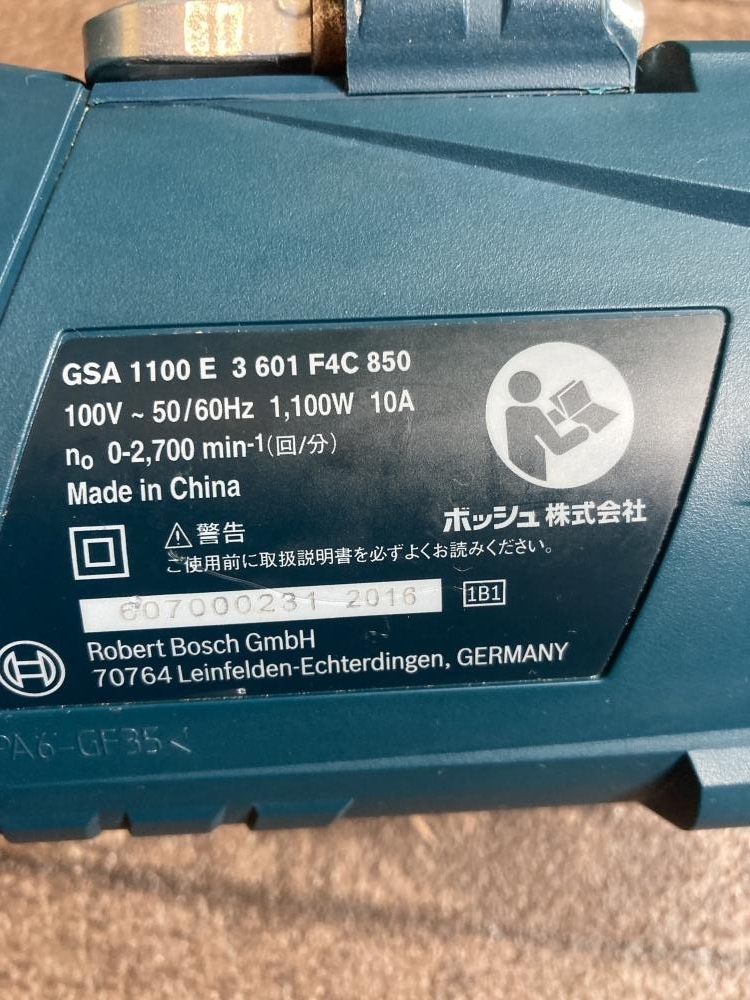 GSA 1100 E 3 601 F4C 850
100V ~ 50/60Hz 1,100W 10A
n₀ 0-2,700 min⁻¹(回/分)
Made in China
ボッシュ 株式会社
警告
ご使用前に取扱説明書を必ずよくお読みください。
607000231 2016 1B1
Robert Bosch GmbH
70764 Leinfelden-Echterdingen, GERMANY
PA6-GF35<